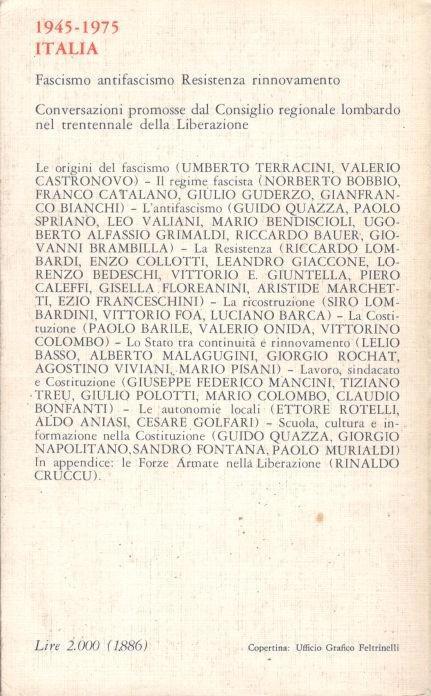 1945-1975
ITALIA
Fascismo antifascismo Resistenza rinnovamento
Conversazioni promosse dal Consiglio regionale lombardo
nel trentennale della Liberazione
Le origini del fascismo (UMBERTO TERRACINI, VALERIO
CASTRONOVO) – Il regime fascista (NORBERTO BOBBIO,
FRANCO CATALANO, GIULIO GUDERZO, GIANFRAN-
CO BIANCHI) – L'antifascismo (GUIDO QUAZZA, PAOLO
SPRIANO, LEO VALIANI, MARIO BENDISCIOLI, UGO-
BERTO ALFASSIO GRIMALDI, RICCARDO BAUER, GIO-
VANNI BRAMBILLA) – La Resistenza (RICCARDO LOM-
BARDI, ENZO COLLOTTI, LEANDRO GIACCONE, LO-
RENZO BEDESCHI, VITTORIO E. GIUNTELLA, PIERO
CALEFFI, GISELLA FLOREANINI, ARISTIDE MARCHET-
TI, EZIO FRANCESCHINI) – La ricostruzione (SIRO LOM-
BARDINI, VITTORIO FOA, LUCIANO BARCA) – La Costi-
tuzione (PAOLO BARILE, VALERIO ONIDA, VITTORINO
COLOMBO) – Lo Stato tra continuità e rinnovamento (LELIO
BASSO, ALBERTO MALAGUGINI, GIORGIO ROCHAT,
AGOSTINO VIVIANI, MARIO PISANI) – Lavoro, sindacato
e Costituzione (GIUSEPPE FEDERICO MANCINI, TIZIANO
TREU, GIULIO POLOTTI, MARIO COLOMBO, CLAUDIO
BONFANTI) – Le autonomie locali (ETTORE ROTELLI,
ALDO ANIASI, CESARE GOLFARI) – Scuola, cultura e in-
formazione nella Costituzione (GUIDO QUAZZA, GIORGIO
NAPOLITANO, SANDRO FONTANA, PAOLO MURIALDI)
In appendice: le Forze Armate nella Liberazione (RINALDO
CRUCCU).
Lire 2.000 (1886)
Copertina: Ufficio Grafico Feltrinelli